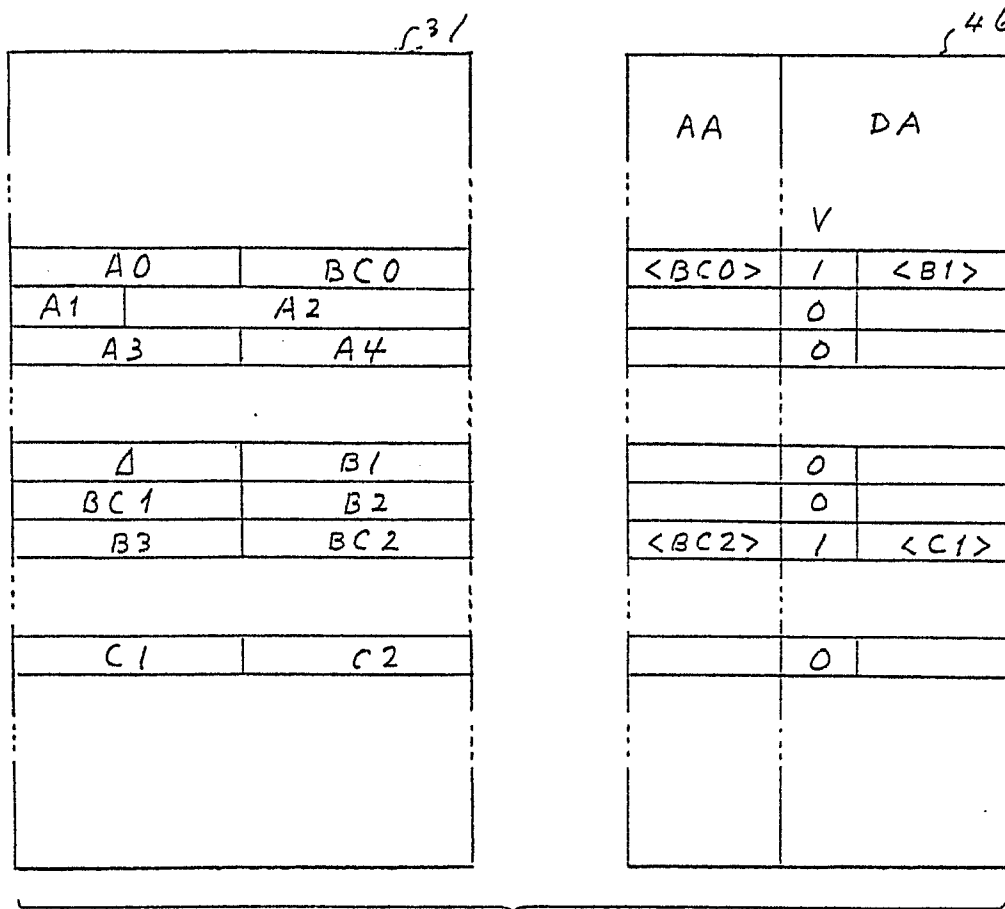 31 46
AA DA
V
A0 BC0 <BC0> 1 <B1>
A1 A2 0
A3 A4 0
Δ B1 0
BC1 B2 0
B3 BC2 <BC2> 1 <C1>
C1 C2 0